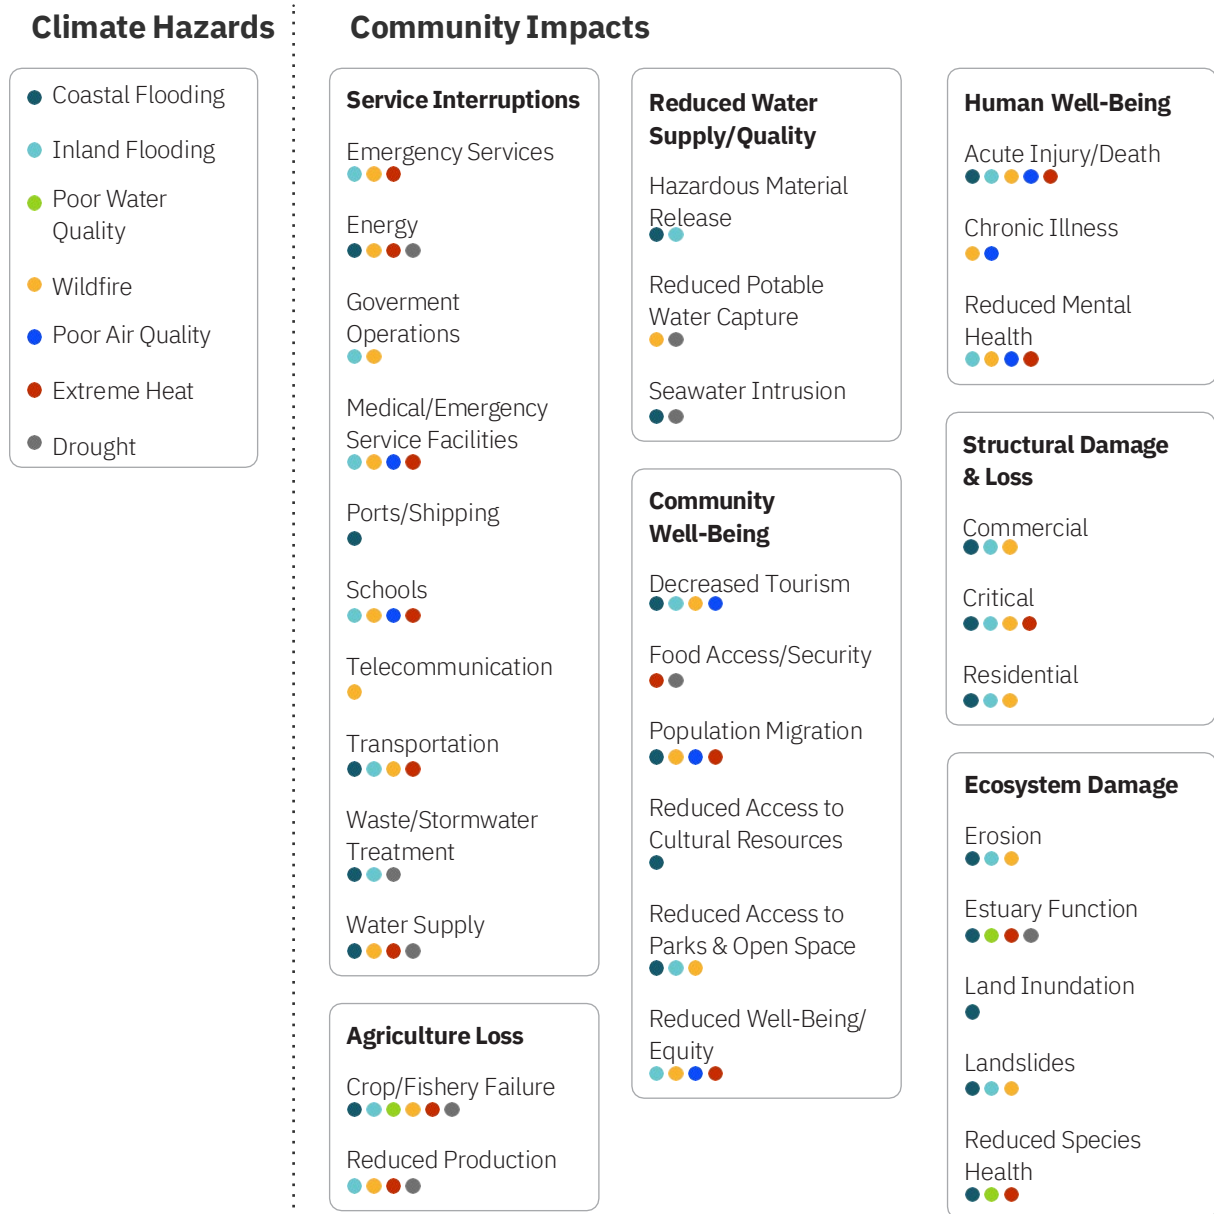 Climate Hazards
Coastal Flooding
Inland Flooding
Poor Water
Quality
Wildfire
Poor Air Quality
Extreme Heat
Drought
Community Impacts
Service Interruptions
Emergency Services
Energy
Goverment
Operations
Medical/Emergency
Service Facilities
Ports/Shipping
Schools
Telecommunication
Transportation
Waste/Stormwater
Treatment
Water Supply
Agriculture Loss
Crop/Fishery Failure
Reduced Production
Reduced Water
Supply/Quality
Hazardous Material
Release
Reduced Potable
Water Capture
Seawater Intrusion
Community
Well-Being
Decreased Tourism
Food Access/Security
Population Migration
Reduced Access to
Cultural Resources
Reduced Access to
Parks & Open Space
Reduced Well-Being/
Equity
Human Well-Being
Acute Injury/Death
Chronic Illness
Reduced Mental
Health
Structural Damage
& Loss
Commercial
Critical
Residential
Ecosystem Damage
Erosion
Estuary Function
Land Inundation
Landslides
Reduced Species
Health